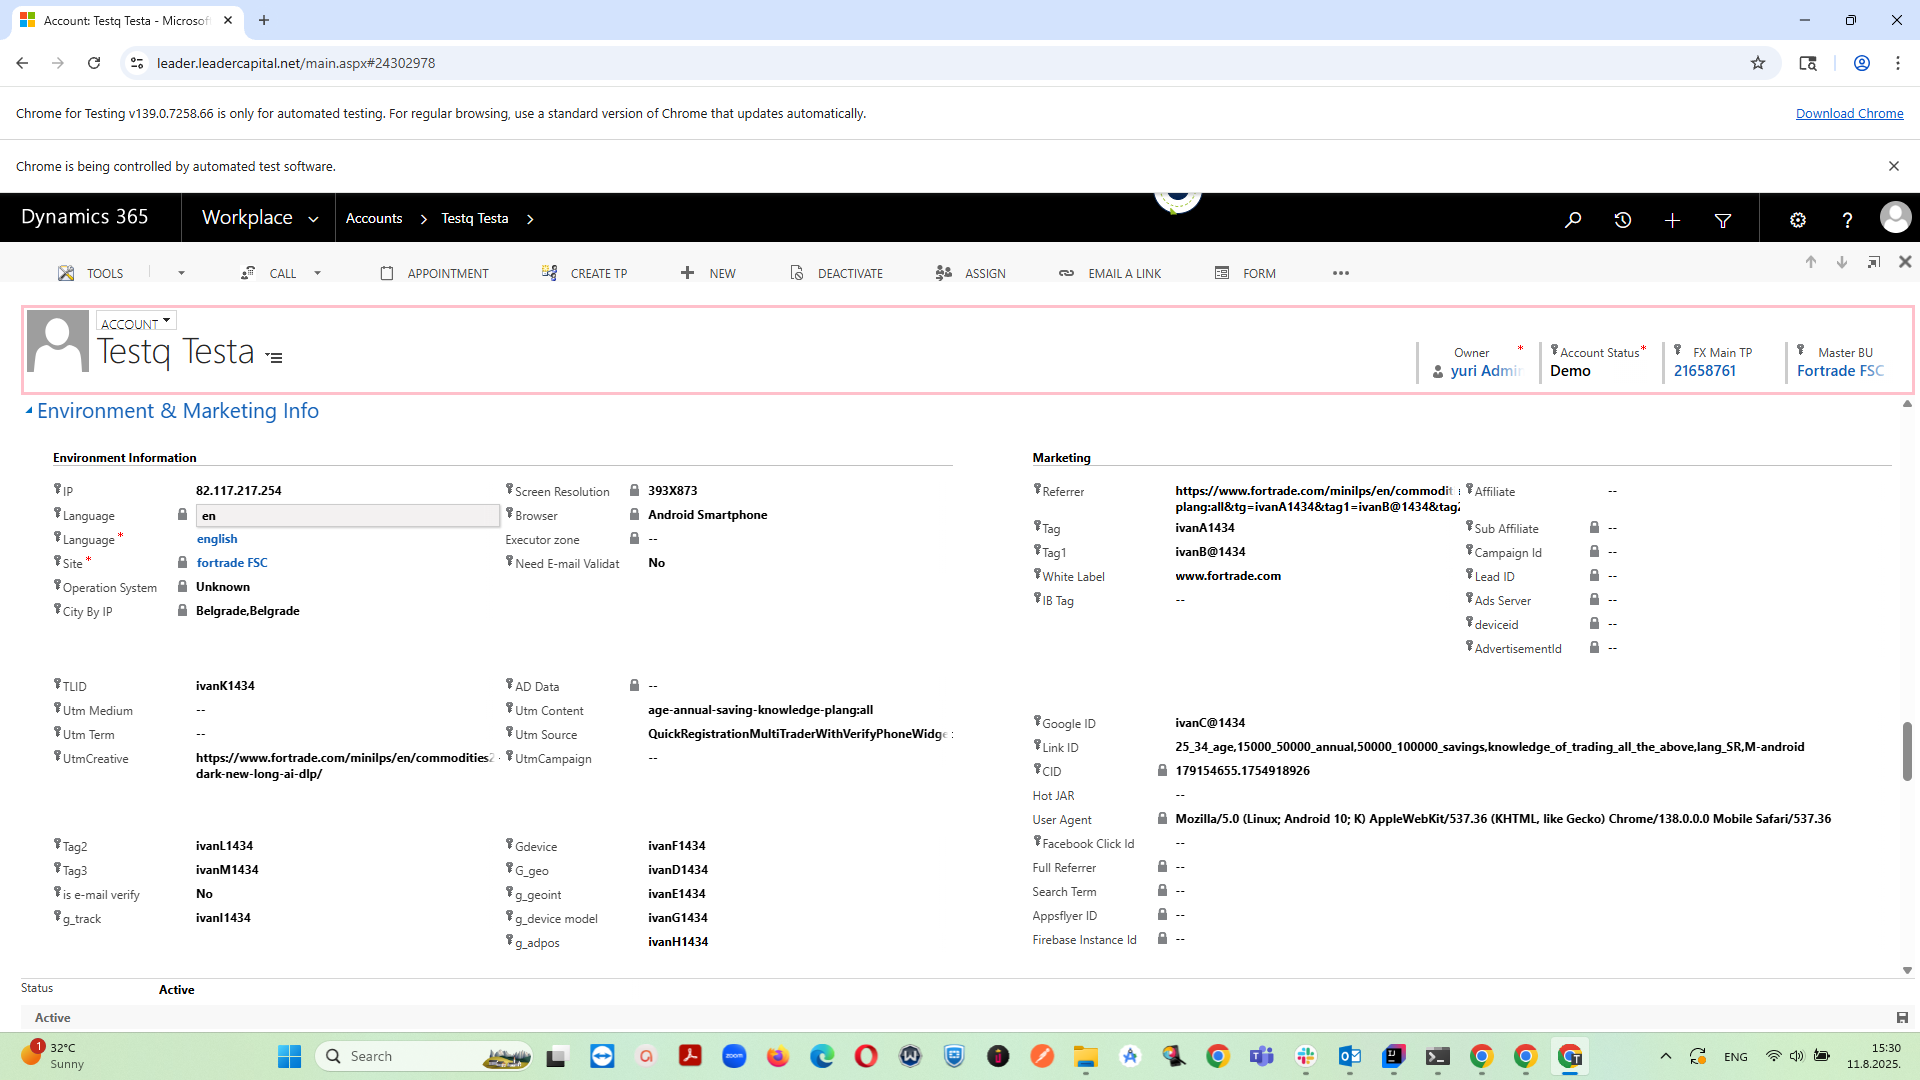 Account: Testq Testa - Microsof
leader.leadercapital.net/main.aspx#24302978
Chrome for Testing v139.0.7258.66 is only for automated testing. For regular browsing, use a standard version of Chrome that updates automatically.
Download Chrome
Chrome is being controlled by automated test software.
Dynamics 365
Workplace
Accounts
Testq Testa
TOOLS
CALL
APPOINTMENT
CREATE TP
NEW
DEACTIVATE
ASSIGN
EMAIL A LINK
FORM
ACCOUNT
Testq Testa
Owner *
yuri Admin
Account Status *
Demo
FX Main TP
21658761
Master BU
Fortrade FSC
Environment & Marketing Info
Environment Information
IP 82.117.217.254
Language en
Language * english
Site * fortrade FSC
Operation System Unknown
City By IP Belgrade,Belgrade
Screen Resolution 393X873
Browser Android Smartphone
Executor zone --
Need E-mail Validat No
TLID ivanK1434
Utm Medium --
Utm Term --
UtmCreative https://www.fortrade.com/minilps/en/commodities2 -
dark-new-long-ai-dlp/
AD Data --
Utm Content age-annual-saving-knowledge-plang:all
Utm Source QuickRegistrationMultiTraderWithVerifyPhoneWidge
UtmCampaign --
Tag2 ivanL1434
Tag3 ivanM1434
is e-mail verify No
g_track ivanI1434
Gdevice ivanF1434
G_geo ivanD1434
g_geoint ivanE1434
g_device model ivanG1434
g_adpos ivanH1434
Marketing
Referrer https://www.fortrade.com/minilps/en/commodit
plang:all&tg=ivanA1434&tag1=ivanB@1434&tag2
Tag ivanA1434
Tag1 ivanB@1434
White Label www.fortrade.com
IB Tag --
Affiliate --
Sub Affiliate --
Campaign Id --
Lead ID --
Ads Server --
deviceid --
AdvertisementId --
Google ID ivanC@1434
Link ID 25_34_age,15000_50000_annual,50000_100000_savings,knowledge_of_trading_all_the_above,lang_SR,M-android
CID 179154655.1754918926
Hot JAR --
User Agent Mozilla/5.0 (Linux; Android 10; K) AppleWebKit/537.36 (KHTML, like Gecko) Chrome/138.0.0.0 Mobile Safari/537.36
Facebook Click Id --
Full Referrer --
Search Term --
Appsflyer ID --
Firebase Instance Id --
Status Active
Active
1
32°C
Sunny
Search
zoom
ENG
15:30
11.8.2025.